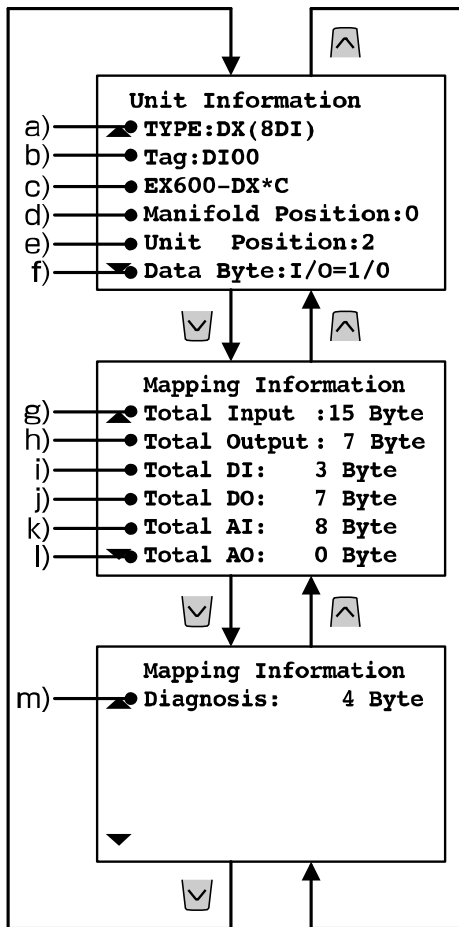 Unit Information
a) TYPE:DX(8DI)
b) Tag:DI00
c) EX600-DX*C
d) Manifold Position:0
e) Unit Position:2
f) Data Byte:I/O=1/0
Mapping Information
g) Total Input :15 Byte
h) Total Output: 7 Byte
i) Total DI: 3 Byte
j) Total DO: 7 Byte
k) Total AI: 8 Byte
l) Total AO: 0 Byte
Mapping Information
m) Diagnosis: 4 Byte